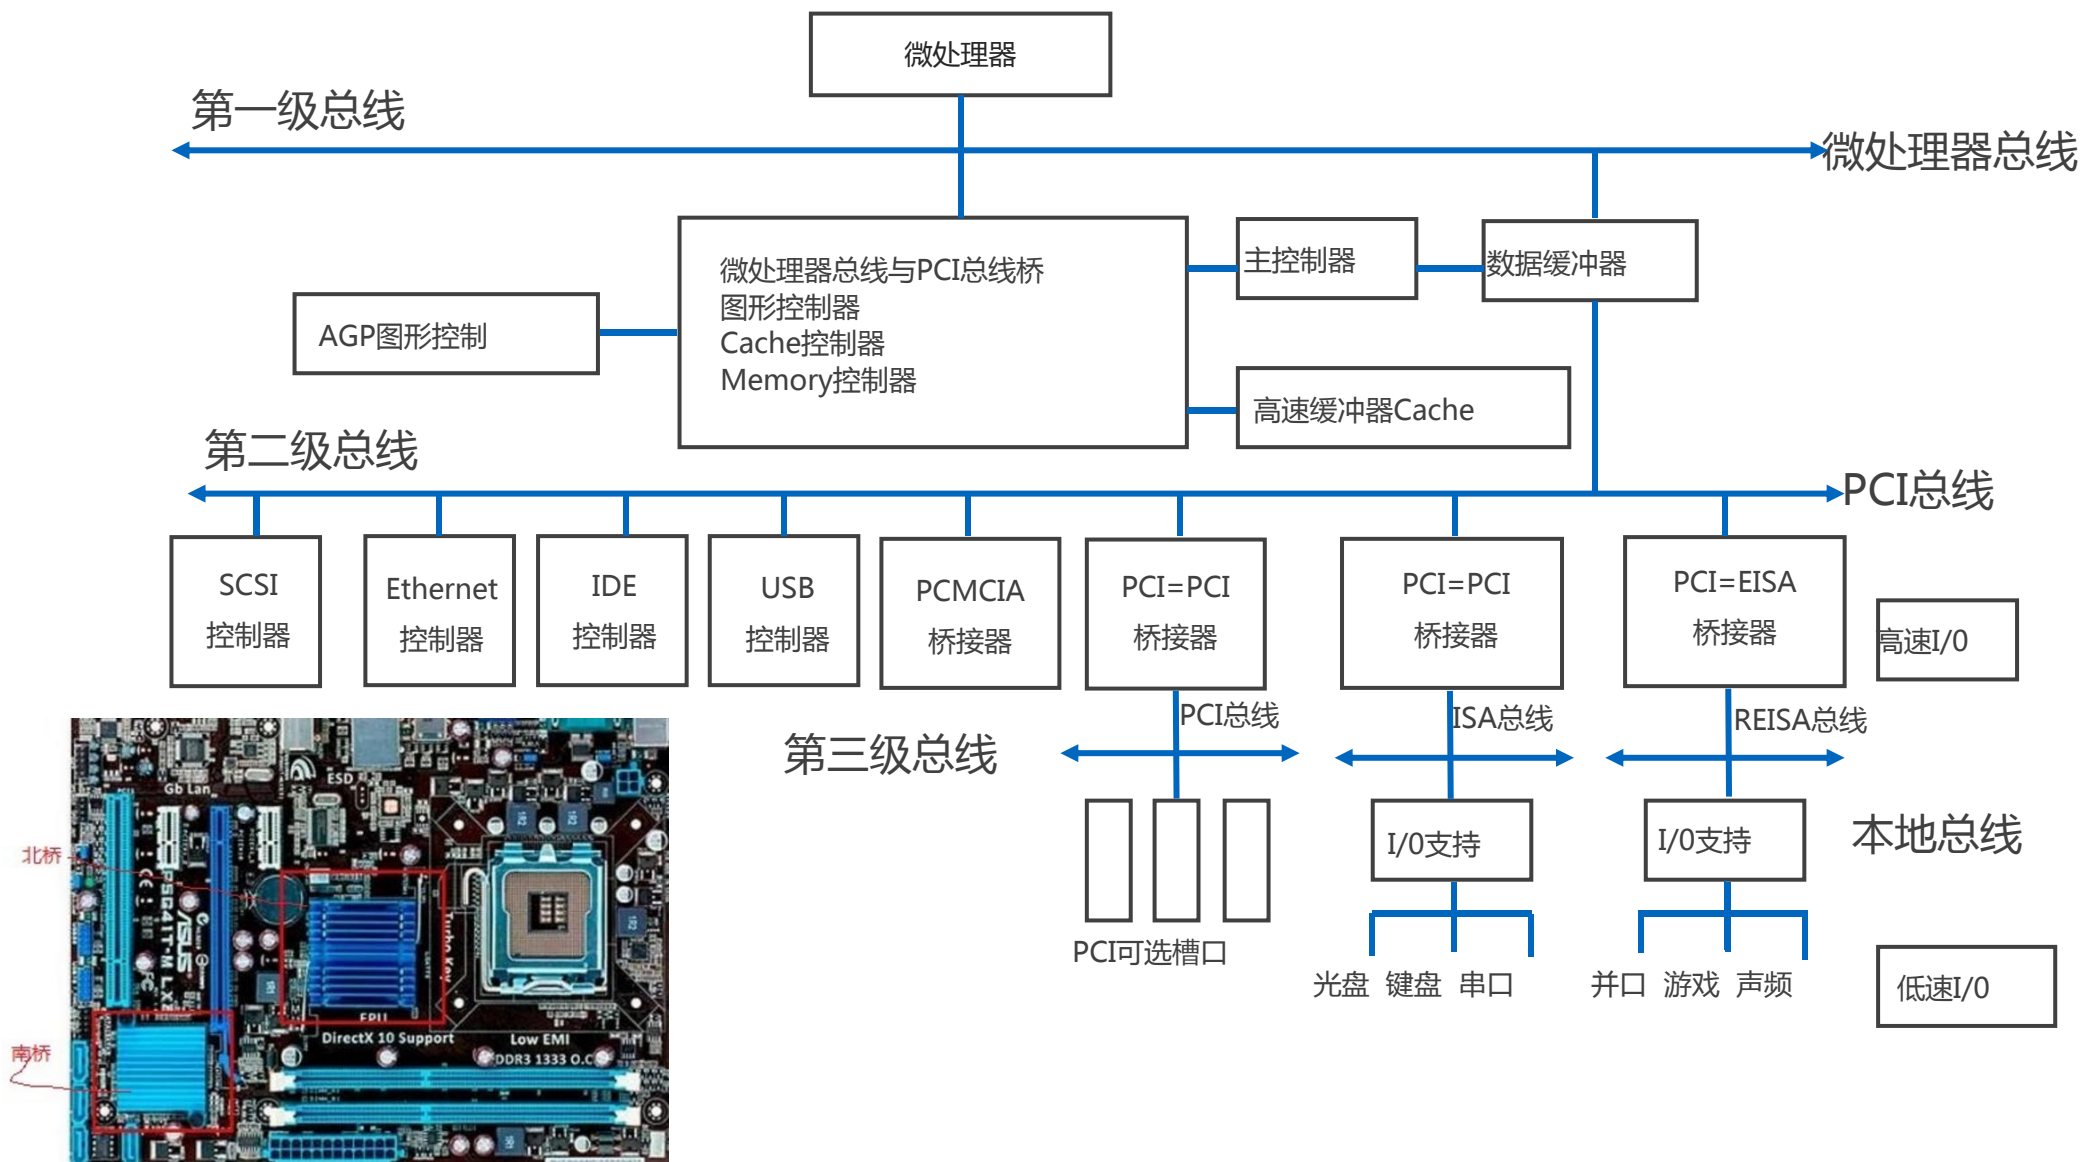 微处理器
第一级总线
微处理器总线
微处理器总线与PCI总线桥
图形控制器
Cache控制器
Memory控制器
主控制器
数据缓冲器
AGP图形控制
高速缓冲器Cache
第二级总线
PCI总线
SCSI
控制器
Ethernet
控制器
IDE
控制器
USB
控制器
PCMCIA
桥接器
PCI=PCI
桥接器
PCI=PCI
桥接器
PCI=EISA
桥接器
高速I/0
第三级总线
PCI总线
ISA总线
REISA总线
I/0支持
I/0支持
本地总线
PCI可选槽口
光盘 键盘 串口
并口 游戏 声频
低速I/0
北桥
南桥
ESD
Gb Lan
P5G41T-M LX
ASUS
Turbo Key
EPU
DirectX 10 Support
Low EMI
DDR3 1333 O.C